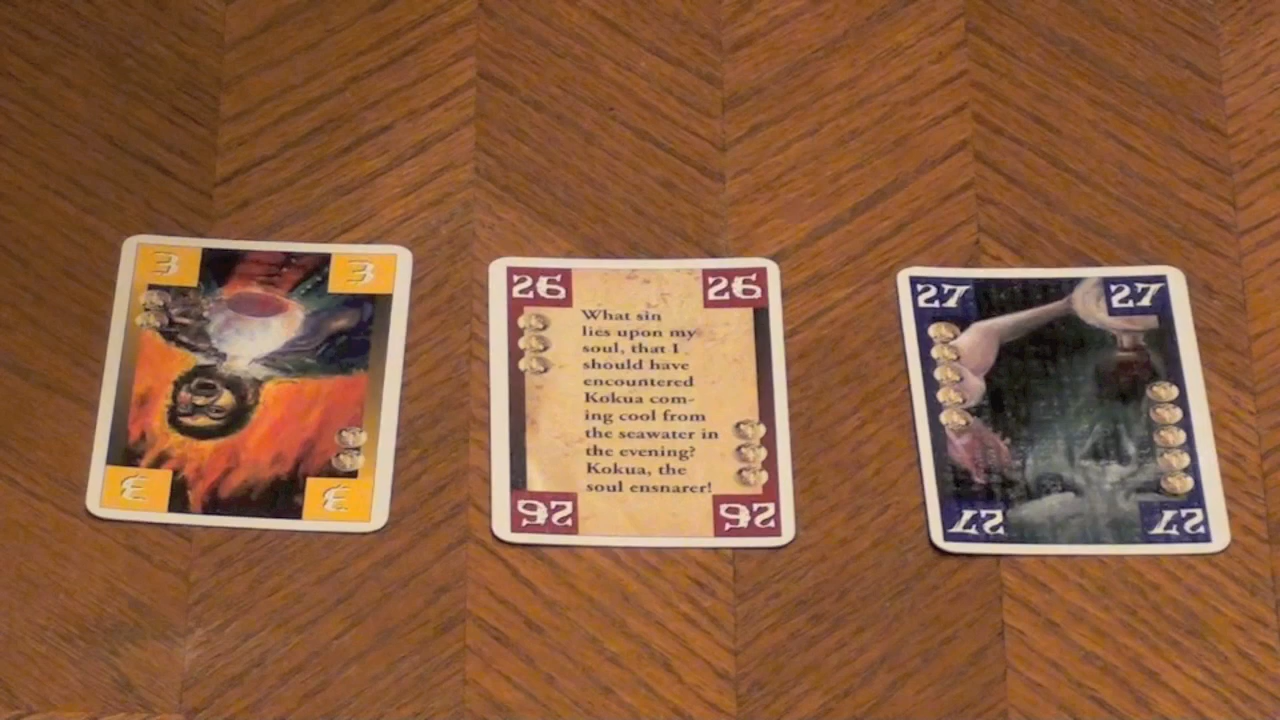 3 3
3 3
26 26
What sin
lies upon my
soul, that I
should have
encountered
Kokua com-
ing cool from
the seawater in
the evening?
Kokua, the
soul ensnarer!
26 26
27 27
27 27